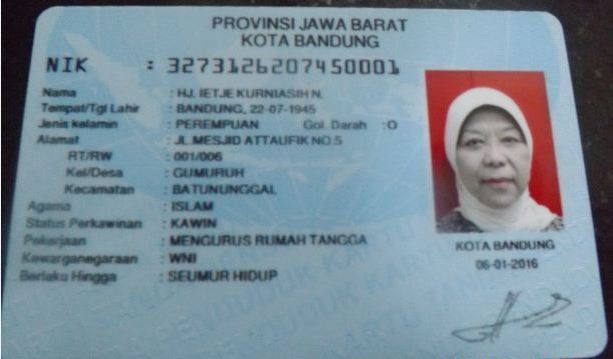 PROVINSI JAWA BARAT
KOTA BANDUNG
NIK : 3273126207450001
Nama : HJ. IETJE KURNIASIH N.
Tempat/Tgl Lahir : BANDUNG, 22-07-1945
Jenis kelamin : PEREMPUAN Gol. Darah :O
Alamat : JL.MESJID ATTAUFIK NO.5
RT/RW : 001/006
Kel/Desa : GUMURUH
Kecamatan : BATUNUNGGAL
Agama : ISLAM
Status Perkawinan : KAWIN
Pekerjaan : MENGURUS RUMAH TANGGA
Kewarganegaraan : WNI
Berlaku Hingga : SEUMUR HIDUP
KOTA BANDUNG
06-01-2016